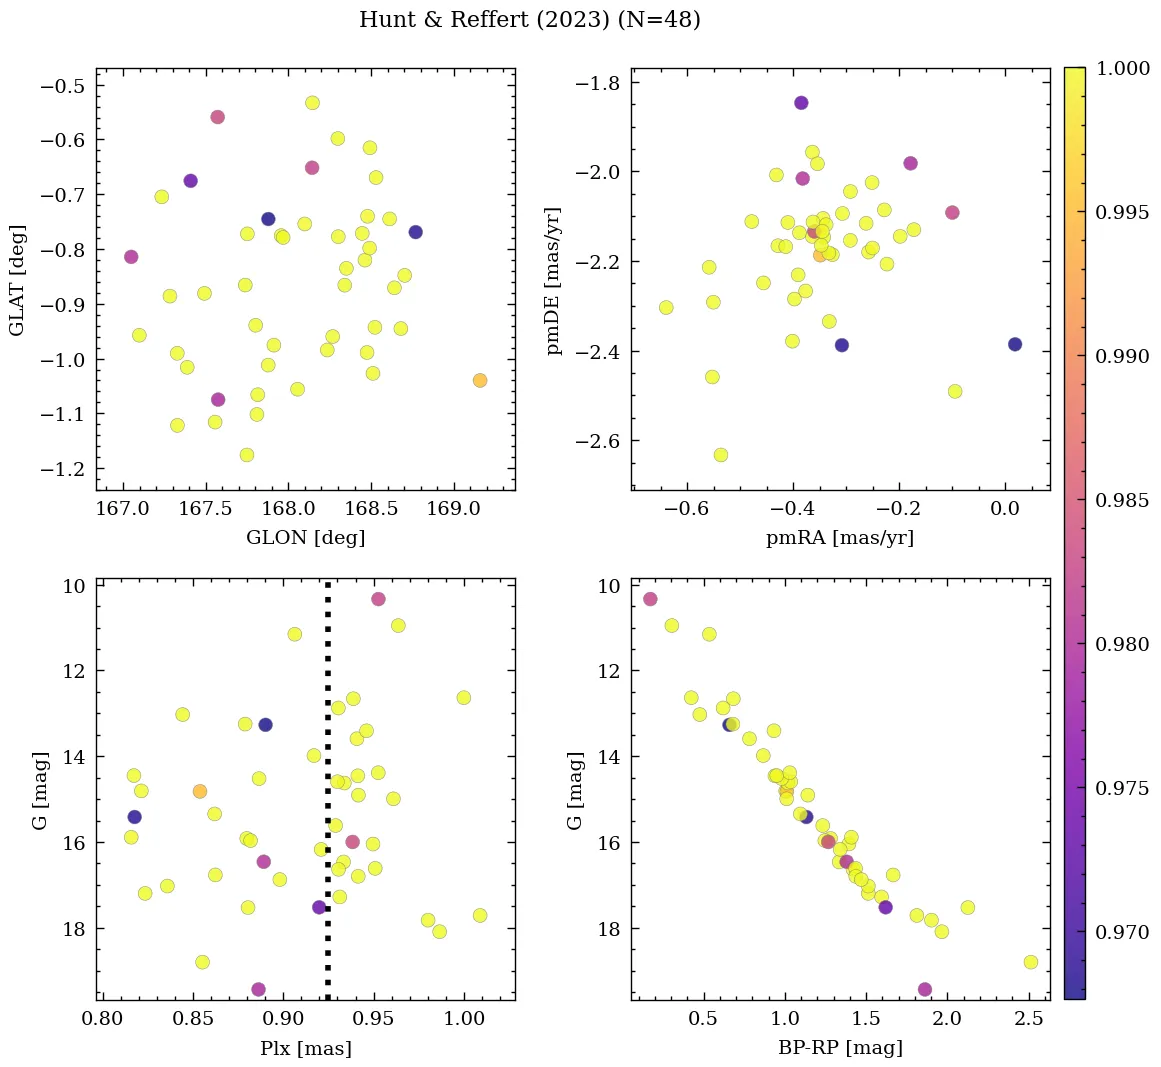 Hunt & Reffert (2023) (N=48)
−0.5
−0.6
−0.7
−0.8
−0.9
−1.0
−1.1
−1.2
GLAT [deg]
167.0 167.5 168.0 168.5 169.0
GLON [deg]
−1.8
−2.0
−2.2
−2.4
−2.6
pmDE [mas/yr]
−0.6 −0.4 −0.2 0.0
pmRA [mas/yr]
10
12
14
16
18
G [mag]
0.80 0.85 0.90 0.95 1.00
Plx [mas]
10
12
14
16
18
G [mag]
0.5 1.0 1.5 2.0 2.5
BP-RP [mag]
1.000
0.995
0.990
0.985
0.980
0.975
0.970